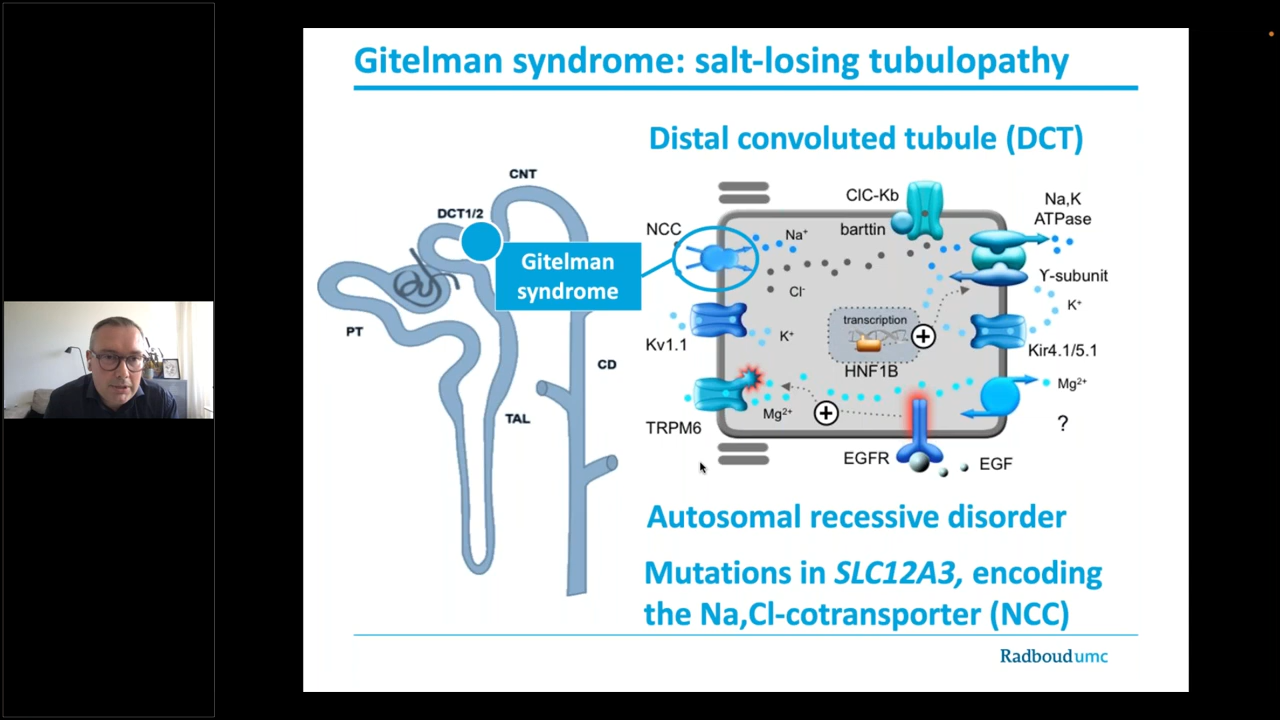 Gitelman syndrome: salt-losing tubulopathy
Distal convoluted tubule (DCT)
CNT
DCT1/2
Gitelman
syndrome
PT
TAL
CD
NCC
Na⁺
Cl⁻
ClC-Kb
barttin
Na,K
ATPase
ϒ-subunit
K⁺
Kv1.1
K⁺
transcription
+
HNF1B
Kir4.1/5.1
Mg²⁺
?
TRPM6
Mg²⁺
+
EGFR
EGF
Autosomal recessive disorder
Mutations in SLC12A3, encoding
the Na,Cl-cotransporter (NCC)
Radboudumc